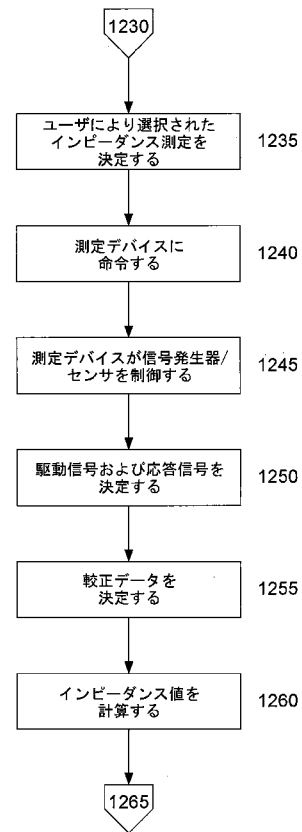 1230
ユーザにより選択された
インピーダンス測定を
決定する
1235
測定デバイスに
命令する
1240
測定デバイスが信号発生器/
センサを制御する
1245
駆動信号および応答信号を
決定する
1250
較正データを
決定する
1255
インピーダンス値を
計算する
1260
1265